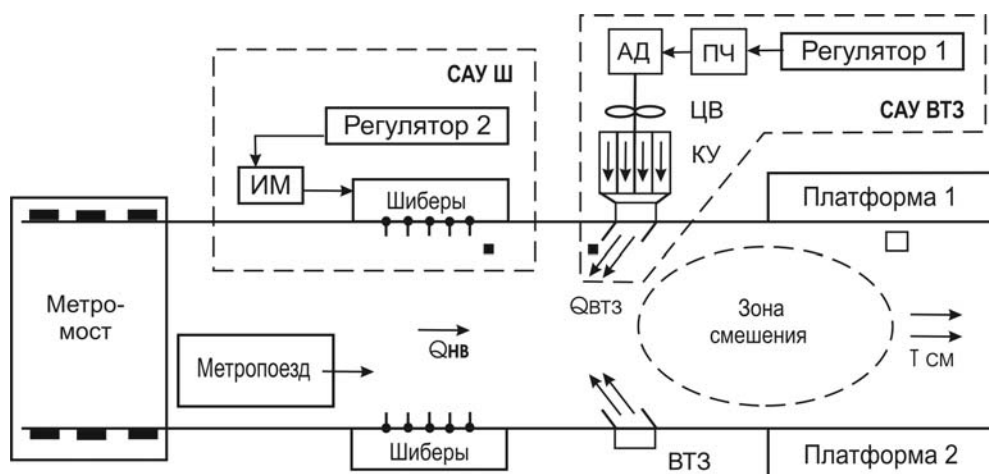 САУ Ш
Регулятор 2
ИМ
Шиберы
АД
ПЧ
Регулятор 1
ЦВ
САУ ВТЗ
КУ
Платформа 1
Метро-
мост
Метропоезд
QНВ
QВТЗ
Зона
смешения
Т СМ
Шиберы
ВТЗ
Платформа 2